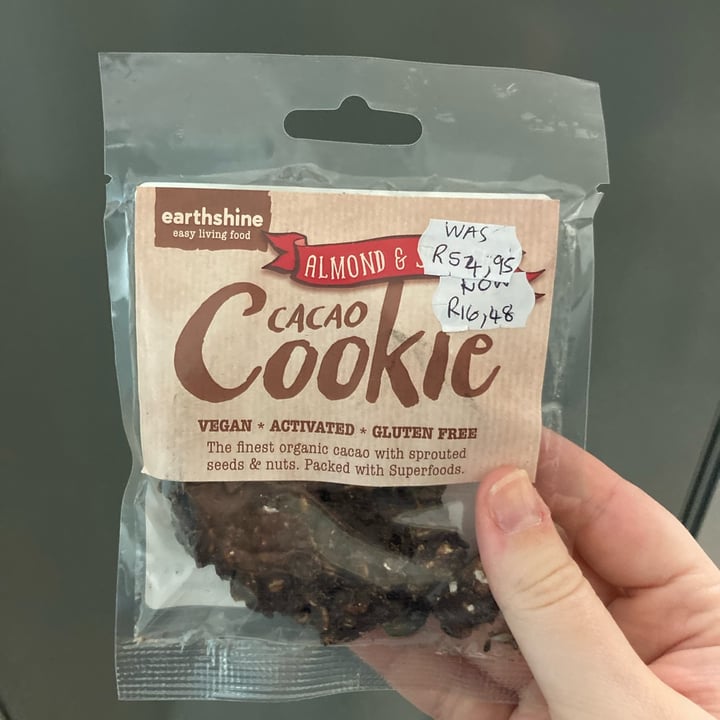 earthshine
easy living food
ALMOND &
WAS
R54,95
NOW
R16,48
CACAO
Cookie
VEGAN * ACTIVATED * GLUTEN FREE
The finest organic cacao with sprouted
seeds & nuts. Packed with Superfoods.